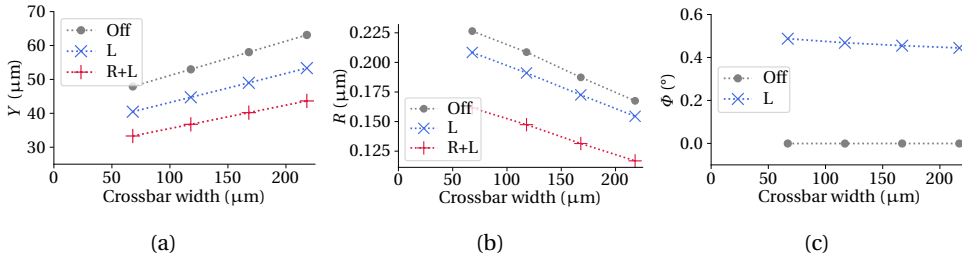 70
60
50
40
30
Y (μm)
Off
L
R+L
0 50 100 150 200
Crossbar width (μm)
(a)
0.225
0.200
0.175
0.150
0.125
R (μm)
Off
L
R+L
0 50 100 150 200
Crossbar width (μm)
(b)
0.6
0.4
0.2
0.0
Φ (°)
Off
L
0 50 100 150 200
Crossbar width (μm)
(c)